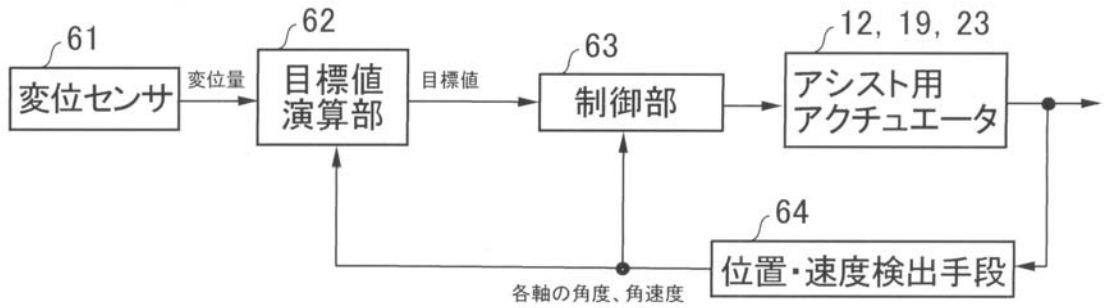 61
変位センサ
変位量
62
目標値
演算部
目標値
63
制御部
12, 19, 23
アシスト用
アクチュエータ
64
位置・速度検出手段
各軸の角度、角速度